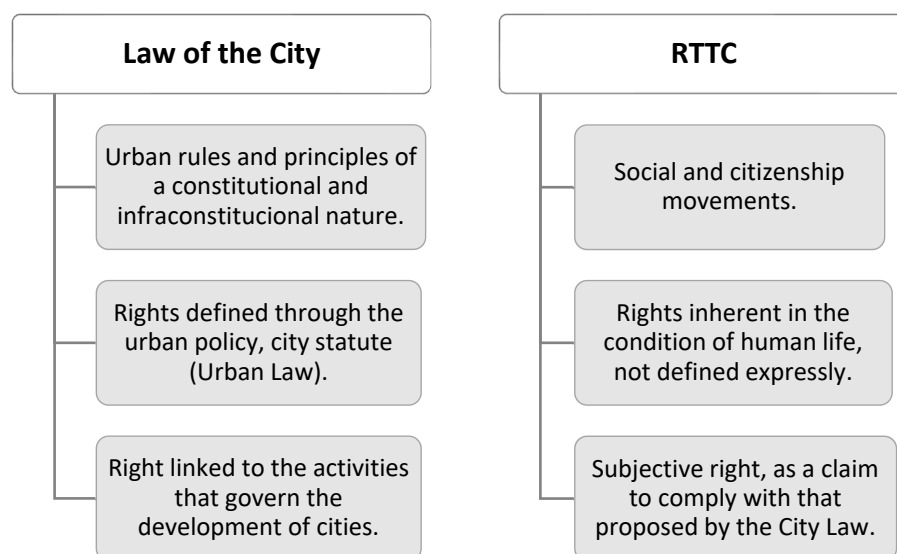 Law of the City
Urban rules and principles of
a constitutional and
infraconstitucional nature.
Rights defined through the
urban policy, city statute
(Urban Law).
Right linked to the activities
that govern the
development of cities.
RTTC
Social and citizenship
movements.
Rights inherent in the
condition of human life,
not defined expressly.
Subjective right, as a claim
to comply with that
proposed by the City Law.